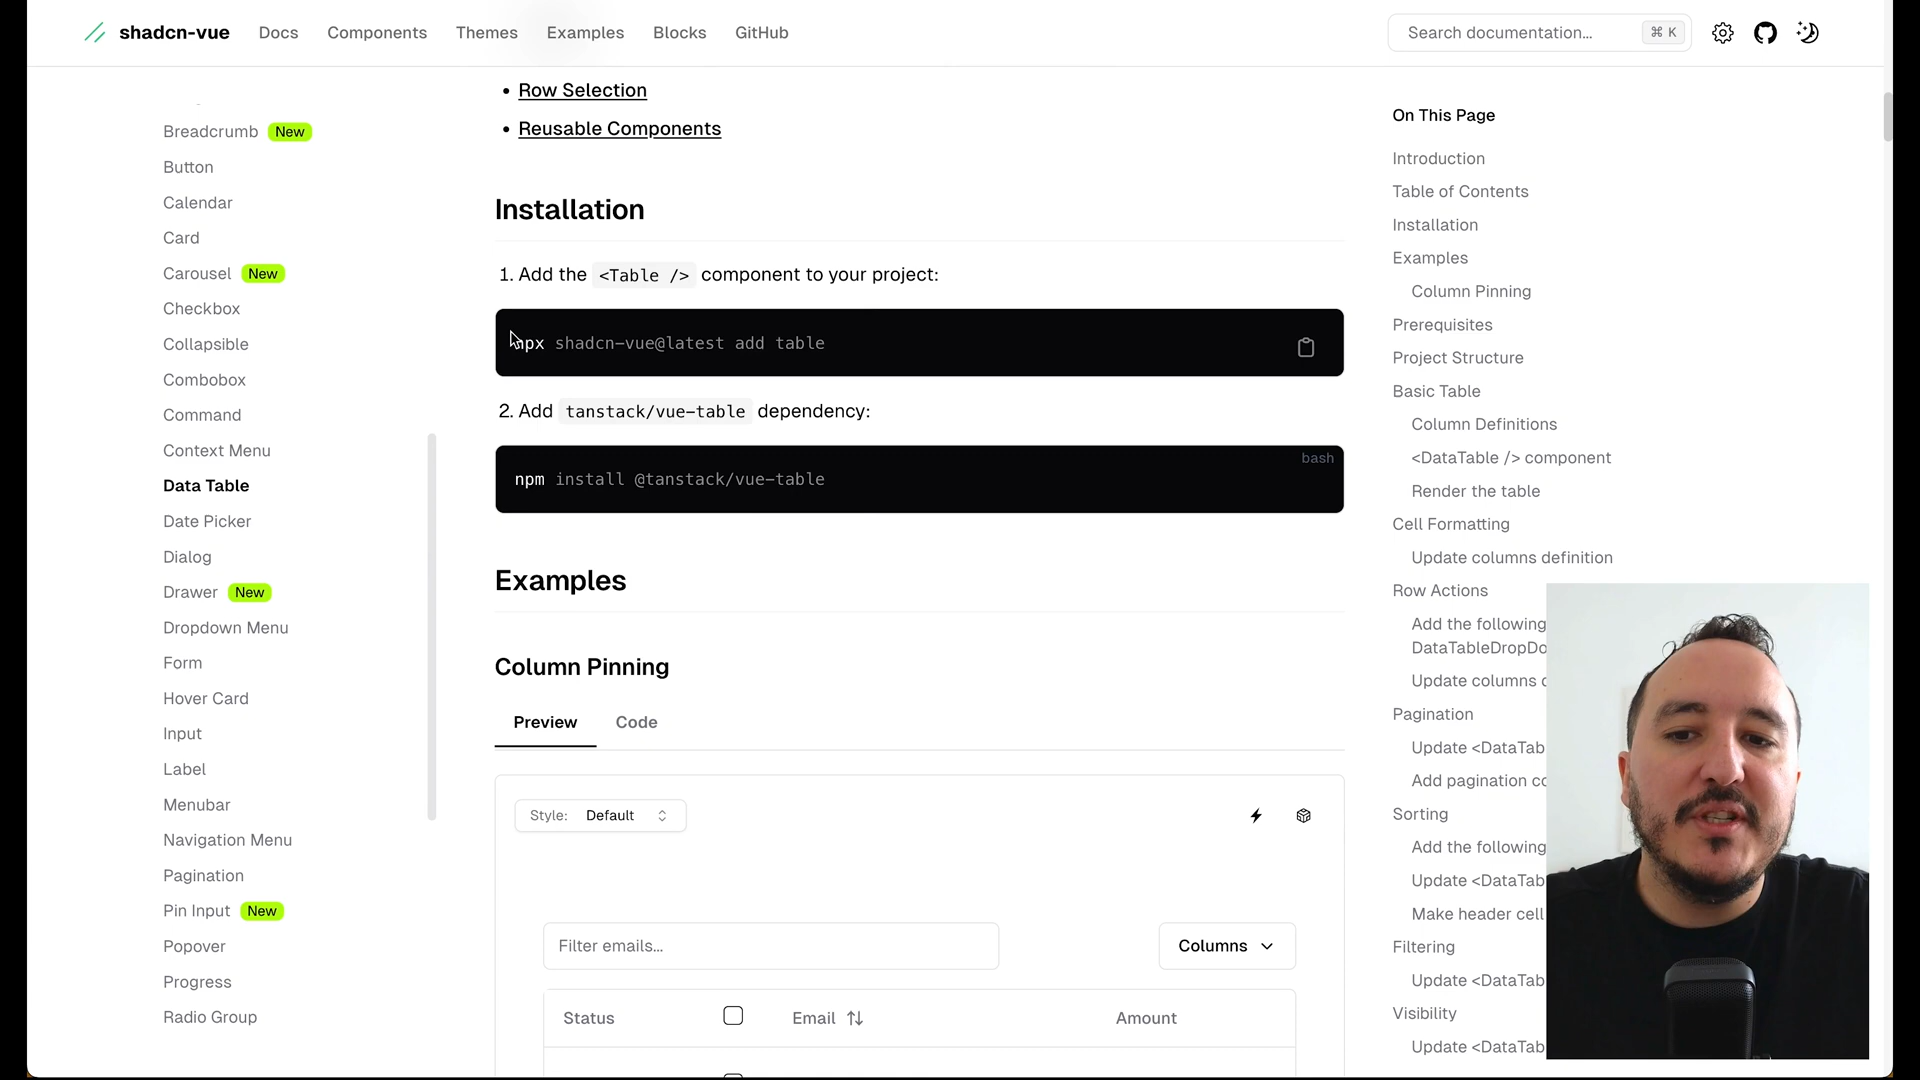 shadcn-vue
Docs
Components
Themes
Examples
Blocks
GitHub
Search documentation...
⌘ K
Breadcrumb New
Button
Calendar
Card
Carousel New
Checkbox
Collapsible
Combobox
Command
Context Menu
Data Table
Date Picker
Dialog
Drawer New
Dropdown Menu
Form
Hover Card
Input
Label
Menubar
Navigation Menu
Pagination
Pin Input New
Popover
Progress
Radio Group
• Row Selection
• Reusable Components
Installation
1. Add the <Table /> component to your project:
npx shadcn-vue@latest add table
2. Add tanstack/vue-table dependency:
bash
npm install @tanstack/vue-table
Examples
Column Pinning
Preview
Code
Style: Default
Filter emails...
Columns
Status
Email
Amount
On This Page
Introduction
Table of Contents
Installation
Examples
Column Pinning
Prerequisites
Project Structure
Basic Table
Column Definitions
<DataTable /> component
Render the table
Cell Formatting
Update columns definition
Row Actions
Add the following
DataTableDropDo
Update columns
Pagination
Update <DataTab
Add pagination co
Sorting
Add the following
Update <DataTab
Make header cell
Filtering
Update <DataTab
Visibility
Update <DataTab